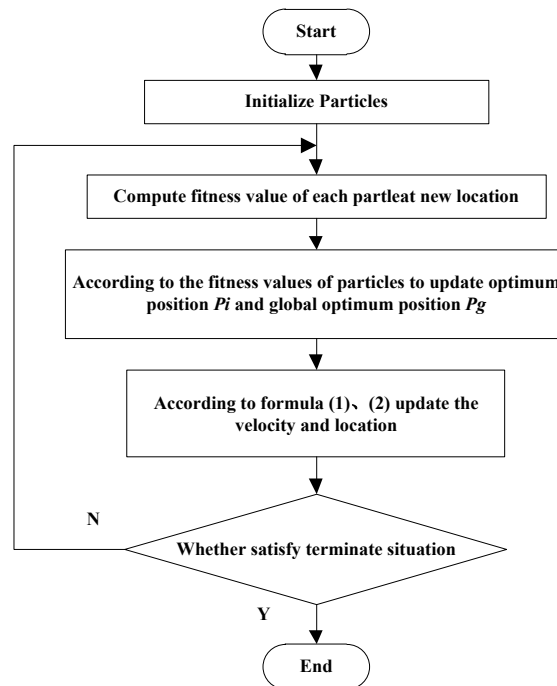 Start
Initialize Particles
Compute fitness value of each partleat new location
According to the fitness values of particles to update optimum
position Pi and global optimum position Pg
According to formula (1)、(2) update the
velocity and location
N
Whether satisfy terminate situation
Y
End